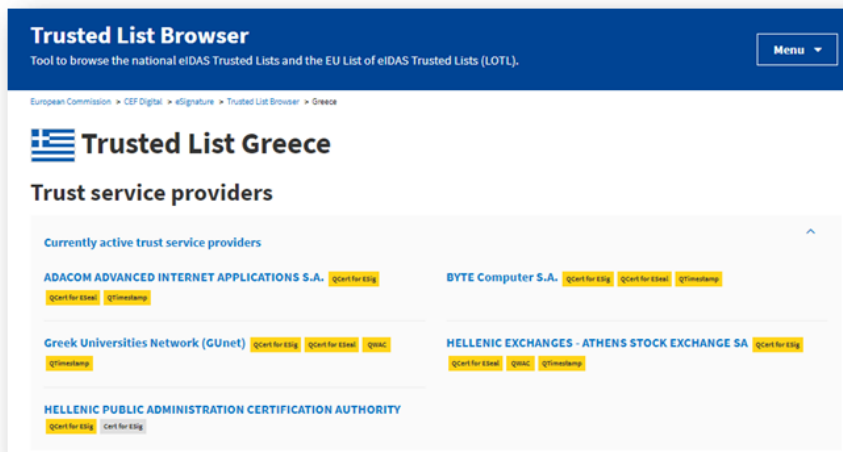 Trusted List Browser
Menu
Tool to browse the national eIDAS Trusted Lists and the EU List of eIDAS Trusted Lists (LOTL).
European Commission > CEF Digital > eSignature > Trusted List Browser > Greece
Trusted List Greece
Trust service providers
Currently active trust service providers
ADACOM ADVANCED INTERNET APPLICATIONS S.A. QCert for ESig
QCert for ESeal QTimestamp
BYTE Computer S.A. QCert for ESig QCert for ESeal QTimestamp
Greek Universities Network (GUnet) QCert for ESig QCert for ESeal QWAC
QTimestamp
HELLENIC EXCHANGES - ATHENS STOCK EXCHANGE SA QCert for ESig
QCert for ESeal QWAC QTimestamp
HELLENIC PUBLIC ADMINISTRATION CERTIFICATION AUTHORITY
QCert for ESig Cert for ESig